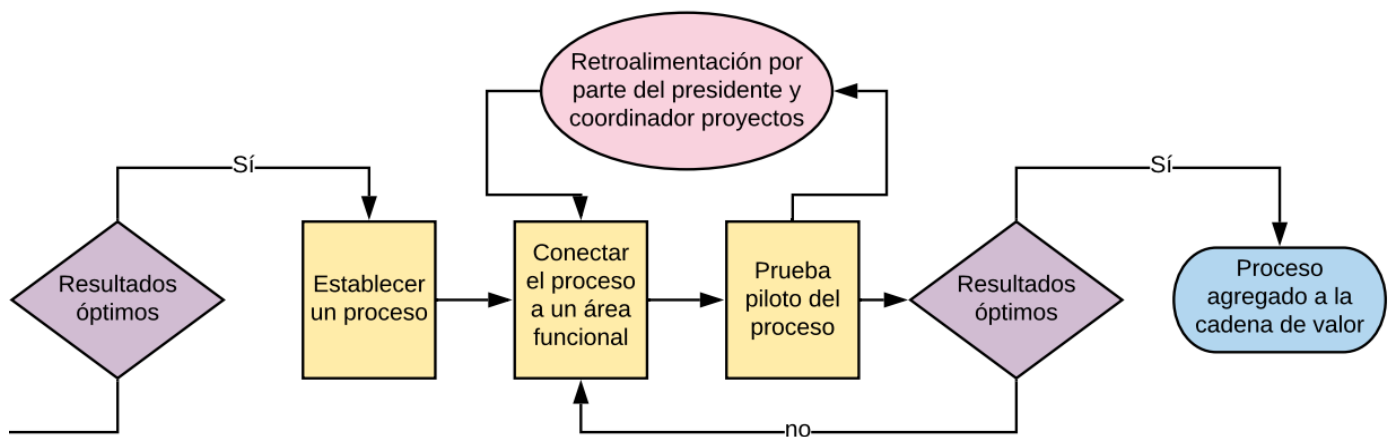 Retroalimentación por
parte del presidente y
coordinador proyectos
Sí
Sí
Resultados
óptimos
Establecer
un proceso
Conectar
el proceso
a un área
funcional
Prueba
piloto del
proceso
Resultados
óptimos
Proceso
agregado a la
cadena de valor
no